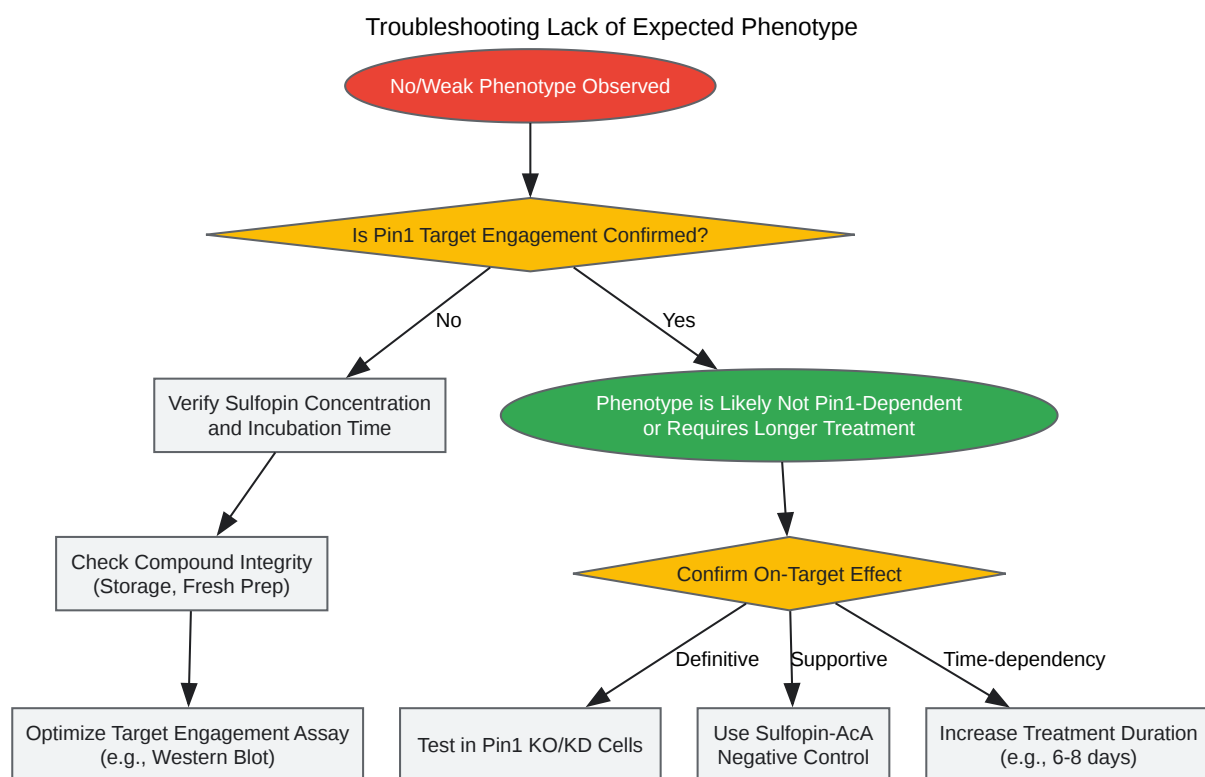 Troubleshooting Lack of Expected Phenotype
No/Weak Phenotype Observed
Is Pin1 Target Engagement Confirmed?
No
Yes
Verify Sulfopin Concentration
and Incubation Time
Phenotype is Likely Not Pin1-Dependent
or Requires Longer Treatment
Check Compound Integrity
(Storage, Fresh Prep)
Confirm On-Target Effect
Definitive
Supportive
Time-dependency
Optimize Target Engagement Assay
(e.g., Western Blot)
Test in Pin1 KO/KD Cells
Use Sulfopin-AcA
Negative Control
Increase Treatment Duration
(e.g., 6-8 days)